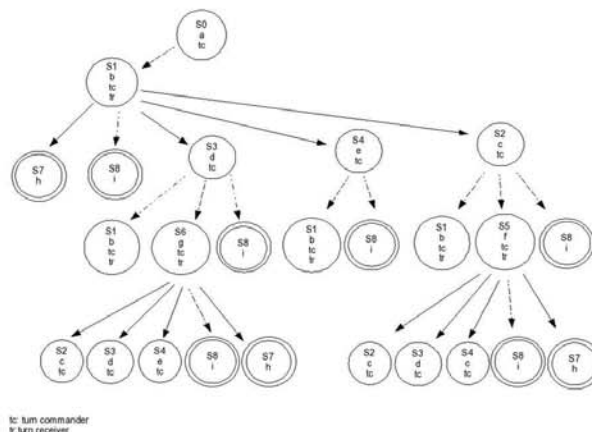 S0
a
tc
S1
b
tc
tr
S7
h
S8
i
S3
d
tc
S4
e
tc
S2
c
tc
S1
b
tc
tr
S6
g
tc
tr
S8
i
S1
b
tc
tr
S8
i
S1
b
tc
tr
S5
f
tc
tr
S8
i
S2
c
tc
S3
d
tc
S4
e
tc
S8
i
S7
h
S2
c
tc
S3
d
tc
S4
c
tc
S8
i
S7
h
tc: turn commander
tr: turn receiver